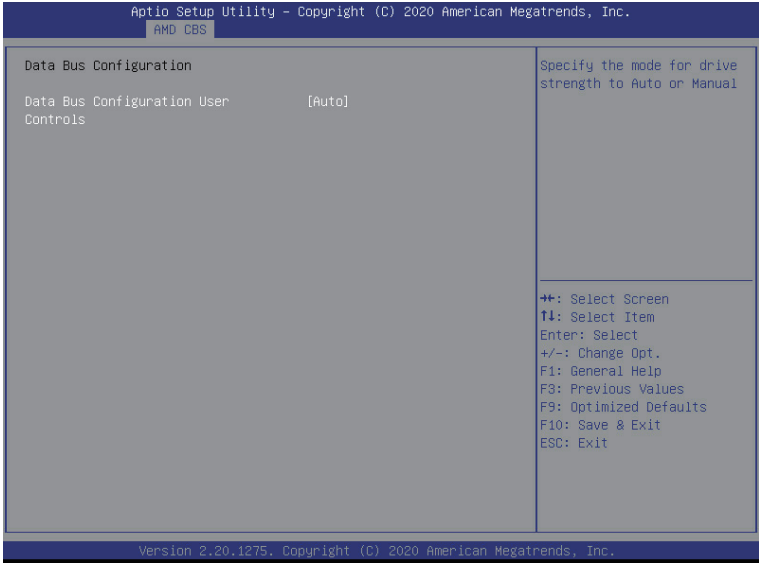 Aptio Setup Utility – Copyright (C) 2020 American Megatrends, Inc.
AMD CBS
Data Bus Configuration
Data Bus Configuration User [Auto]
Controls
Specify the mode for drive
strength to Auto or Manual
→←: Select Screen
↑↓: Select Item
Enter: Select
+/-: Change Opt.
F1: General Help
F3: Previous Values
F9: Optimized Defaults
F10: Save & Exit
ESC: Exit
Version 2.20.1275. Copyright (C) 2020 American Megatrends, Inc.